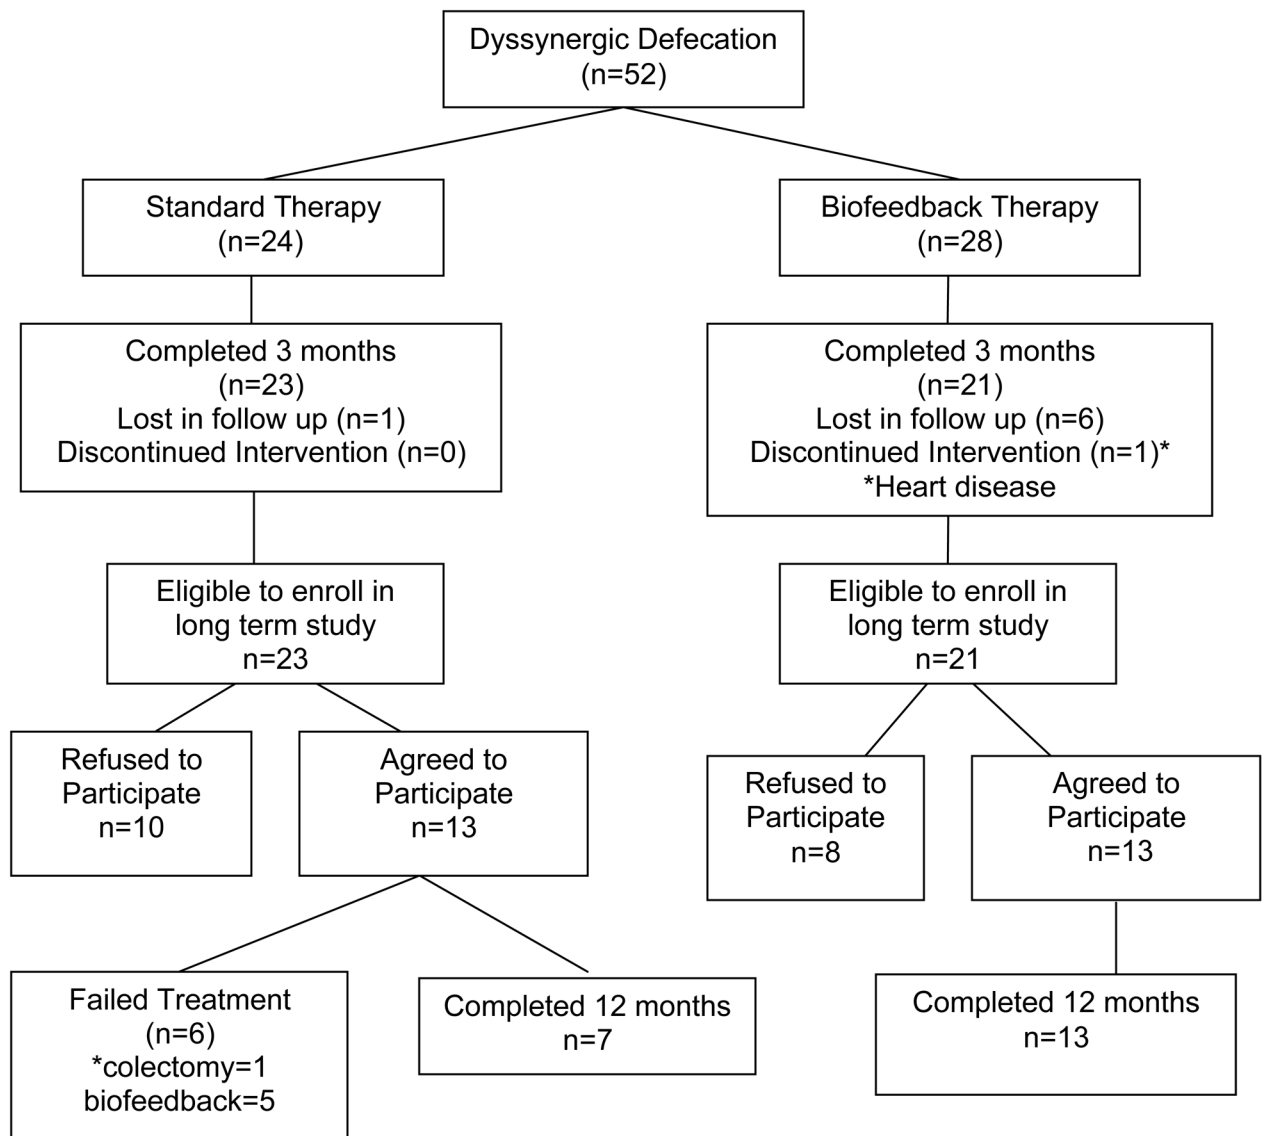 Dyssynergic Defecation
(n=52)
Standard Therapy
(n=24)
Biofeedback Therapy
(n=28)
Completed 3 months
(n=23)
Lost in follow up (n=1)
Discontinued Intervention (n=0)
Completed 3 months
(n=21)
Lost in follow up (n=6)
Discontinued Intervention (n=1)*
*Heart disease
Eligible to enroll in
long term study
n=23
Eligible to enroll in
long term study
n=21
Refused to
Participate
n=10
Agreed to
Participate
n=13
Refused to
Participate
n=8
Agreed to
Participate
n=13
Failed Treatment
(n=6)
*colectomy=1
biofeedback=5
Completed 12 months
n=7
Completed 12 months
n=13